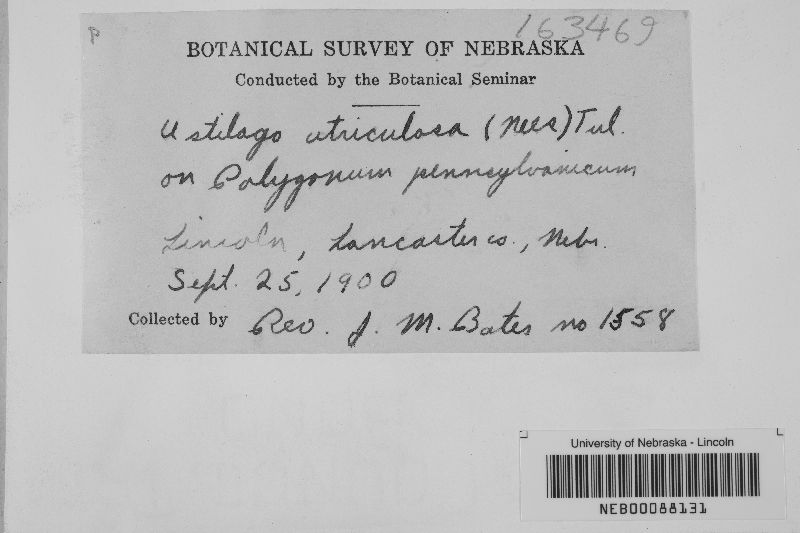 163469
P
BOTANICAL SURVEY OF NEBRASKA
Conducted by the Botanical Seminar
Ustilago utriculosa (Nees) Tul.
on Polygonum pennsylvanicum
Lincoln, Lancaster co., Nebr.
Sept. 25, 1900
Collected by Rev. J. M. Bates no 1558
University of Nebraska - Lincoln
NEB00088131